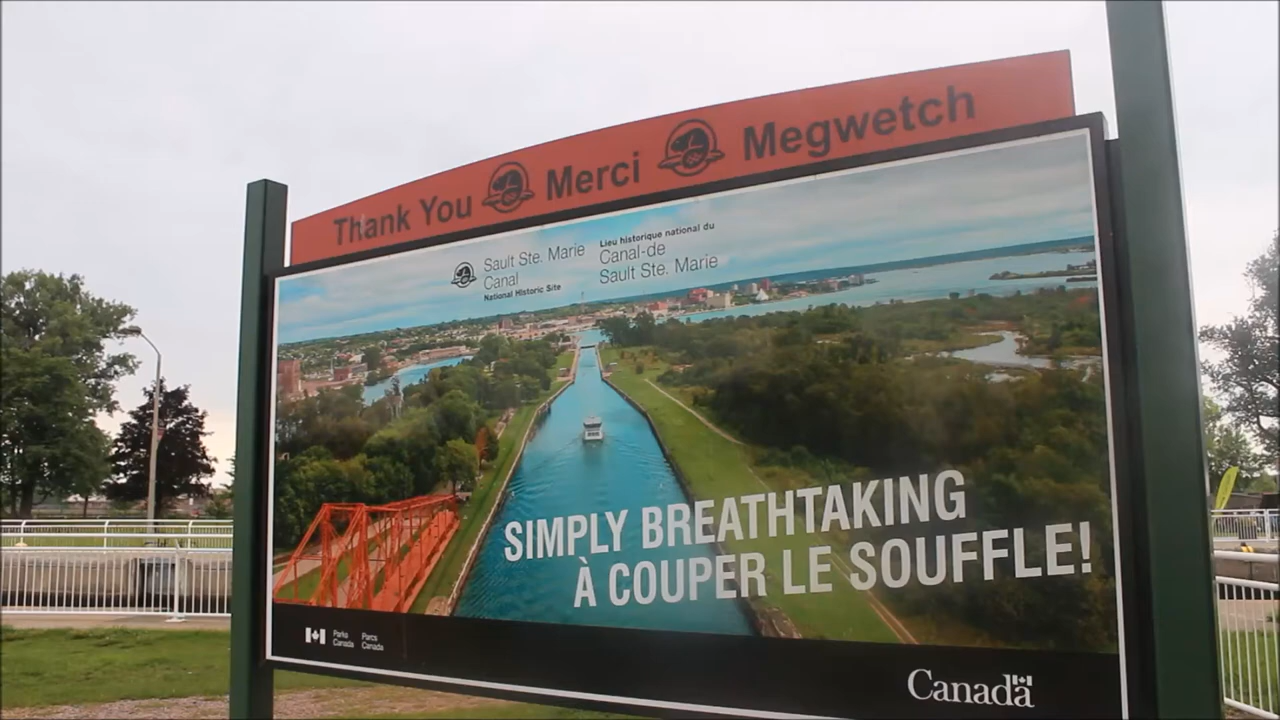 Thank You Merci Megwetch
Sault Ste. Marie
Canal
National Historic Site
Lieu historique national du
Canal-de
Sault Ste. Marie
SIMPLY BREATHTAKING
À COUPER LE SOUFFLE!
Parks
Canada
Parcs
Canada
Canada